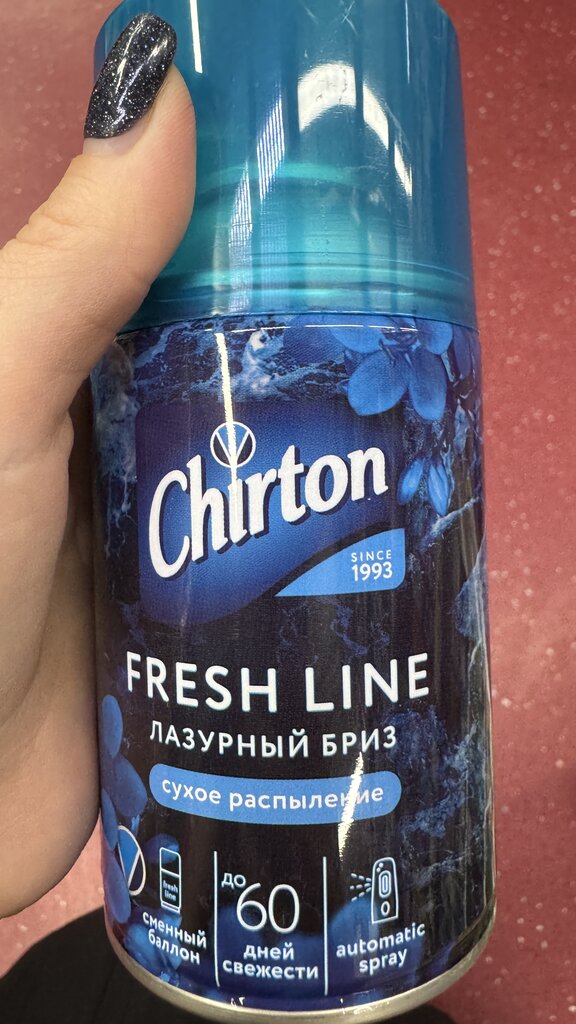 Chirton
SINCE
1993
FRESH LINE
ЛАЗУРНЫЙ БРИЗ
сухое распыление
fresh
line
сменный
баллон
до
60
дней
свежести
automatic
spray